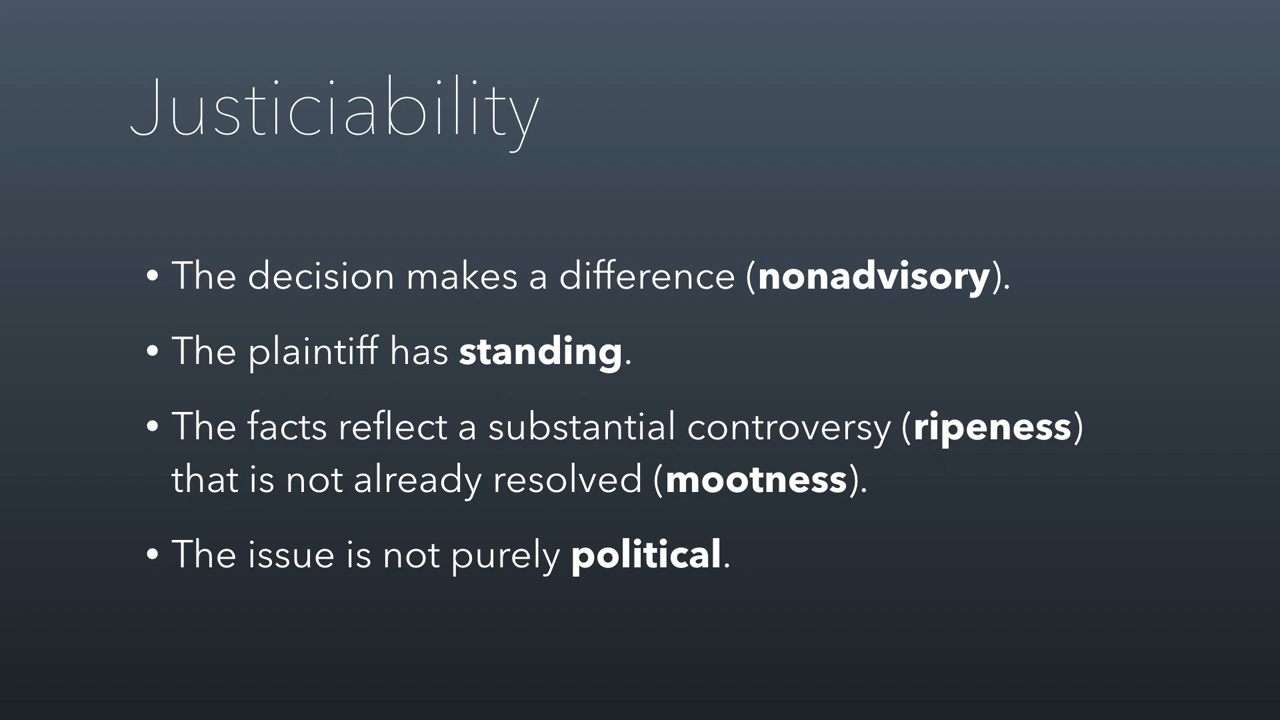 Justiciability
• The decision makes a difference (nonadvisory).
• The plaintiff has standing.
• The facts reflect a substantial controversy (ripeness)
that is not already resolved (mootness).
• The issue is not purely political.